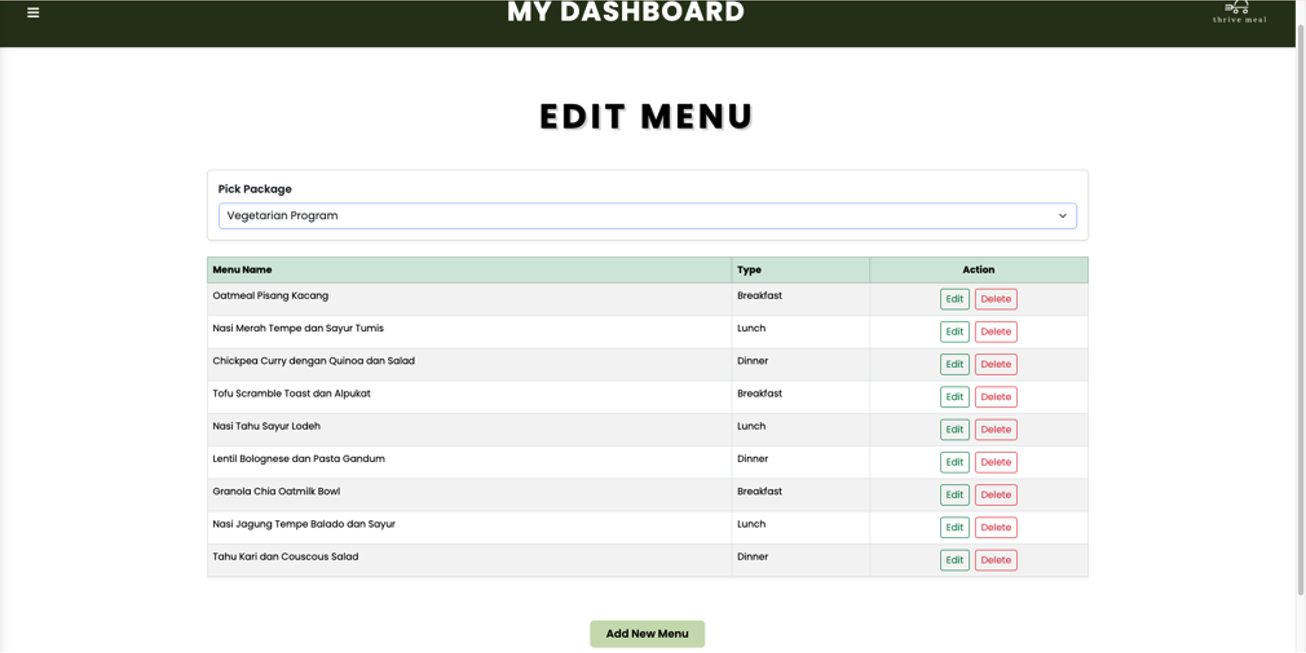 MY DASHBOARD
thrive meal
EDIT MENU
Pick Package
Vegetarian Program
Menu Name Type Action
Oatmeal Pisang Kacang Breakfast Edit Delete
Nasi Merah Tempe dan Sayur Tumis Lunch Edit Delete
Chickpea Curry dengan Quinoa dan Salad Dinner Edit Delete
Tofu Scramble Toast dan Alpukat Breakfast Edit Delete
Nasi Tahu Sayur Lodeh Lunch Edit Delete
Lentil Bolognese dan Pasta Gandum Dinner Edit Delete
Granola Chia Oatmilk Bowl Breakfast Edit Delete
Nasi Jagung Tempe Balado dan Sayur Lunch Edit Delete
Tahu Kari dan Couscous Salad Dinner Edit Delete
Add New Menu